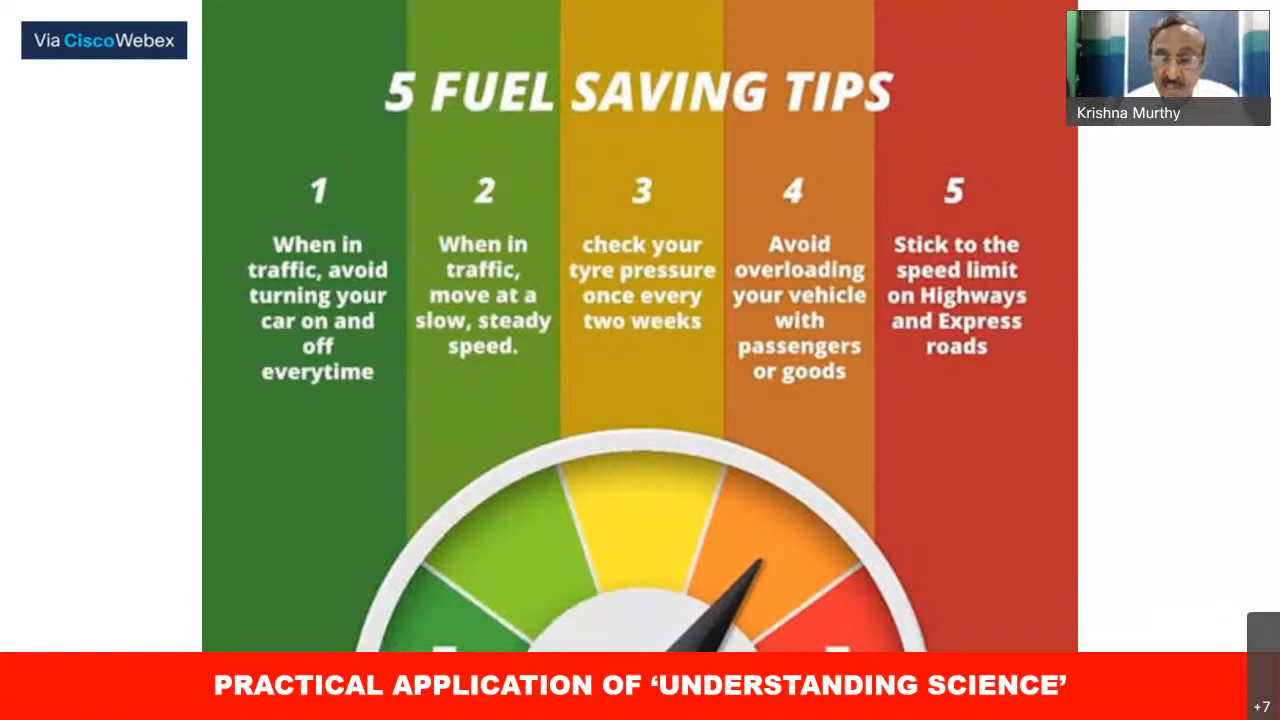 Via CiscoWebex
Krishna Murthy
5 FUEL SAVING TIPS
1
When in
traffic, avoid
turning your
car on and
off
everytime
2
When in
traffic,
move at a
slow, steady
speed.
3
check your
tyre pressure
once every
two weeks
4
Avoid
overloading
your vehicle
with
passengers
or goods
5
Stick to the
speed limit
on Highways
and Express
roads
PRACTICAL APPLICATION OF ‘UNDERSTANDING SCIENCE’
+7